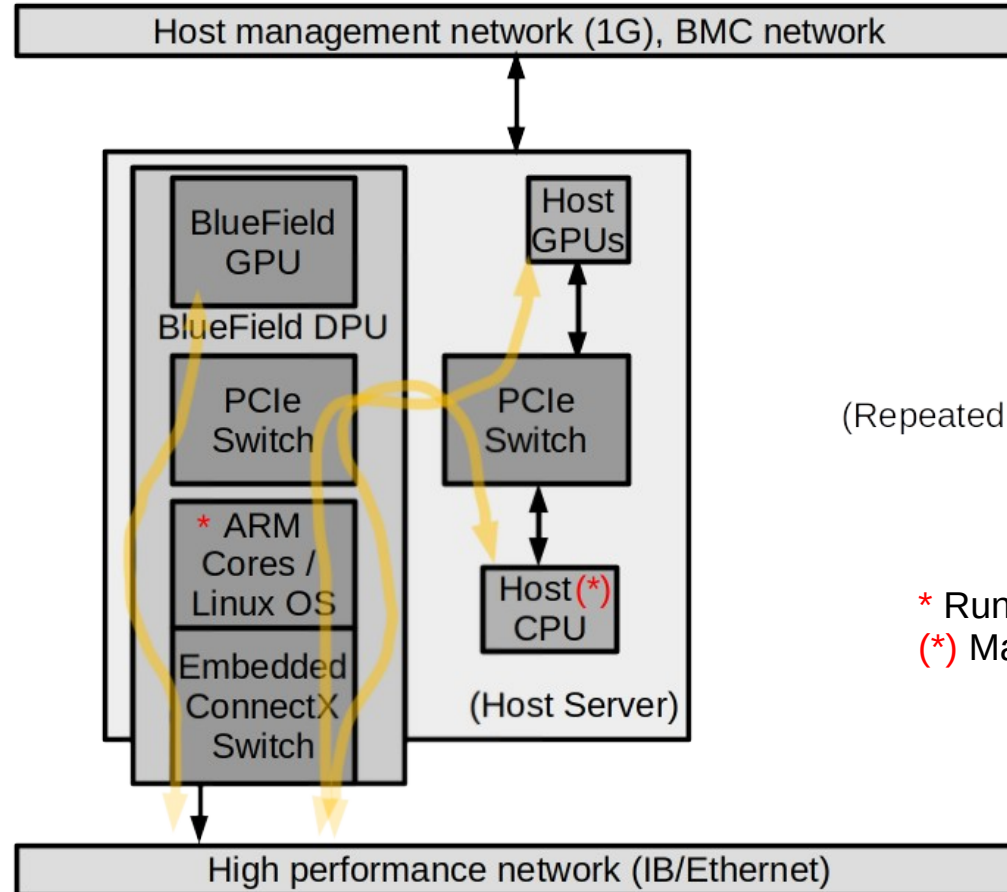 Host management network (1G), BMC network
BlueField
GPU
Host
GPUs
BlueField DPU
PCIe
Switch
PCIe
Switch
(Repeated
* ARM
Cores /
Linux OS
Host (*)
CPU
* Run
(*) Ma
Embedded
ConnectX
Switch
(Host Server)
High performance network (IB/Ethernet)